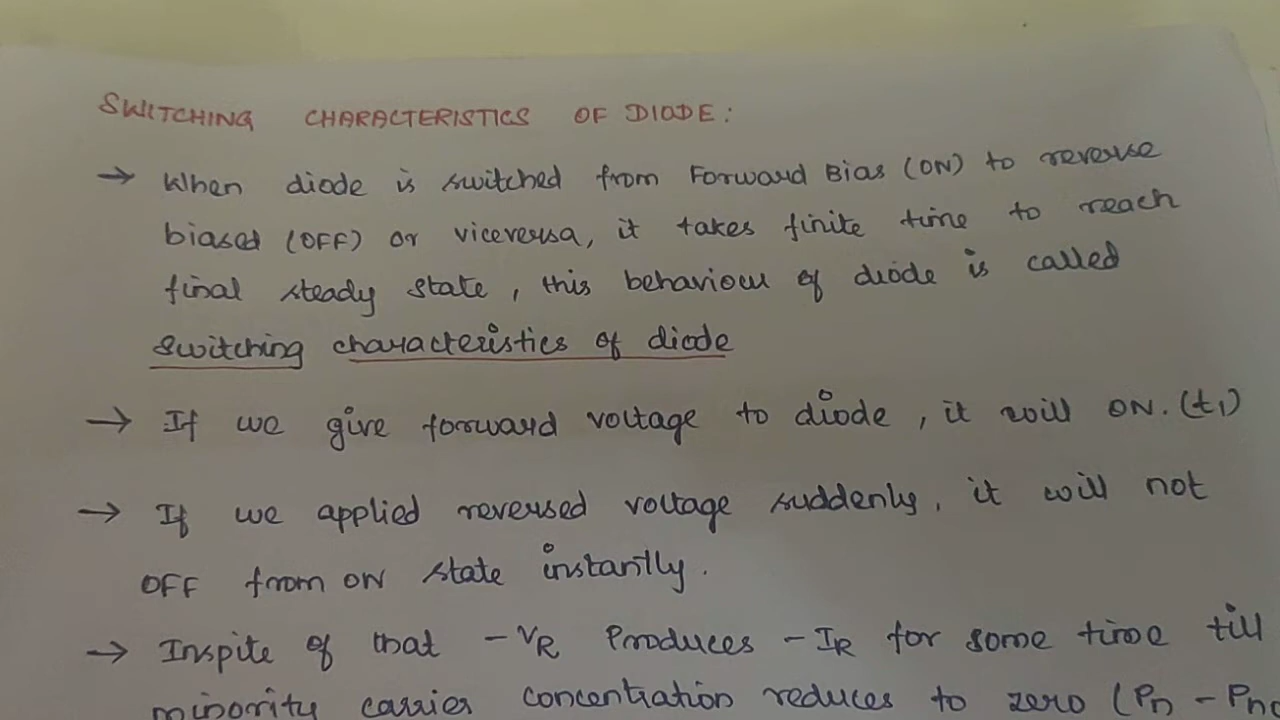 SWITCHING CHARACTERISTICS OF DIODE:
→ When diode is switched from Forward Bias (ON) to reverse
biased (OFF) or viceversa, it takes finite time to reach
final steady state, this behaviour of diode is called
switching characteristics of diode
→ If we give forward voltage to diode, it will ON. (t1)
→ If we applied reversed voltage suddenly, it will not
OFF from ON state instantly.
→ Inspite of that -VR Produces -IR for some time till
minority carrier concentration reduces to zero (Pn - Pno